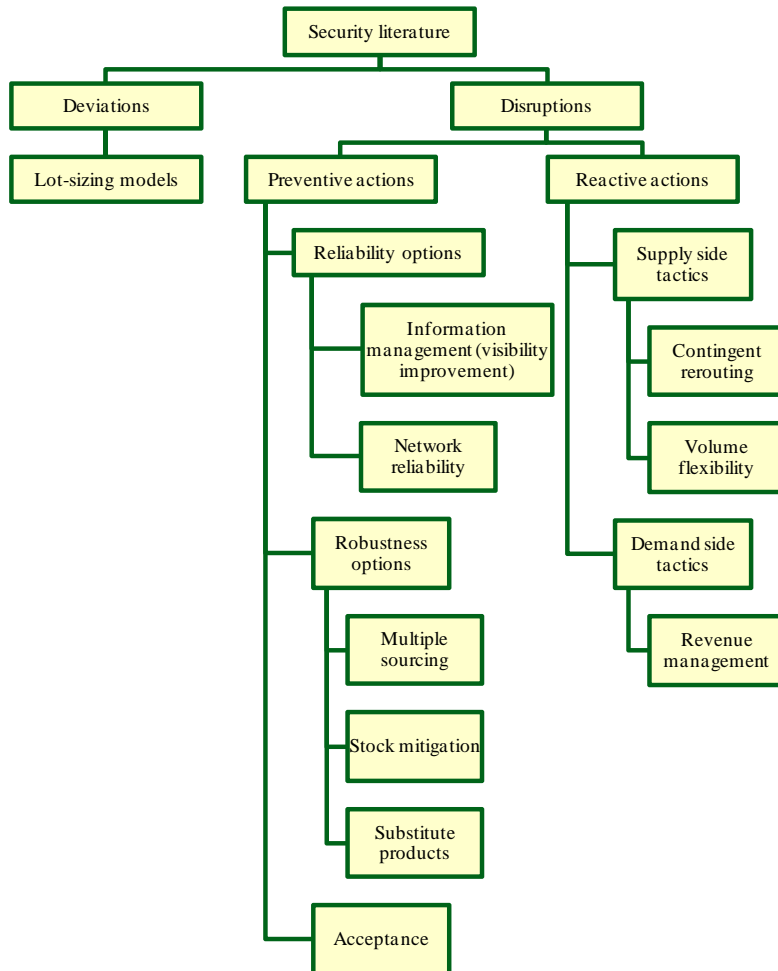 Security literature
Deviations
Disruptions
Lot-sizing models
Preventive actions
Reactive actions
Reliability options
Supply side
tactics
Information
management (visibility
improvement)
Contingent
rerouting
Network
reliability
Volume
flexibility
Robustness
options
Demand side
tactics
Multiple
sourcing
Revenue
management
Stock mitigation
Substitute
products
Acceptance